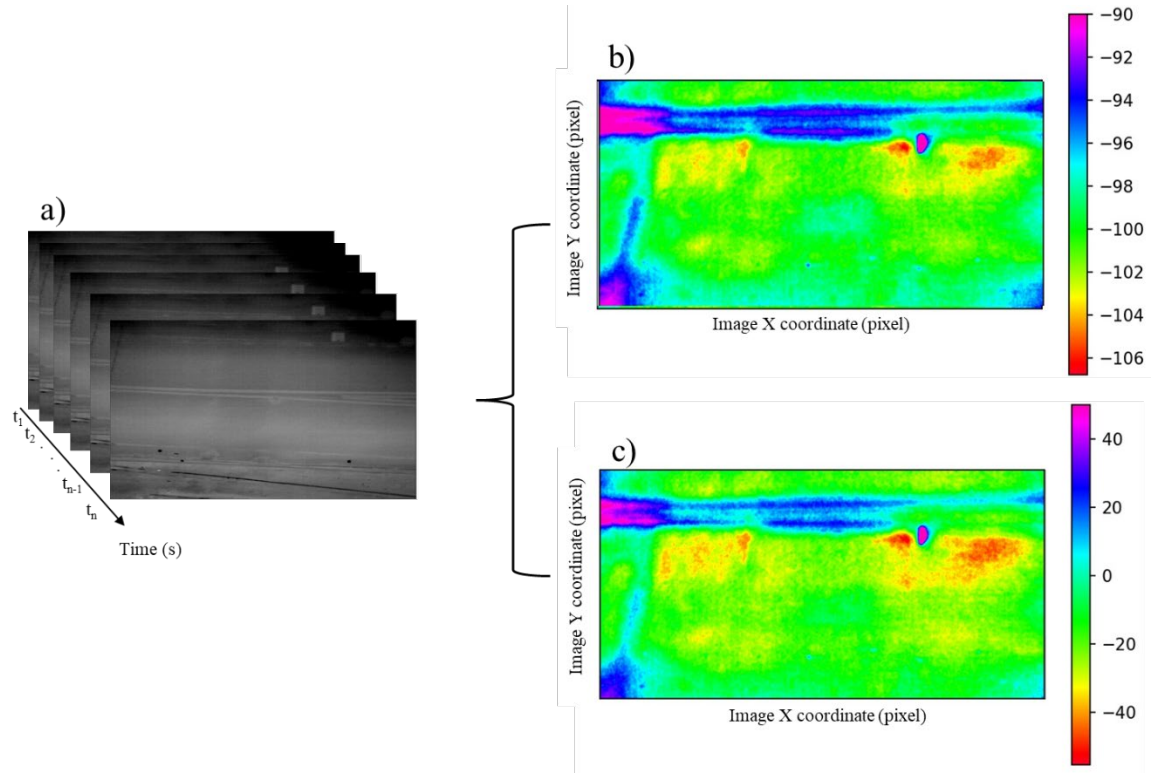 a)
t1
t2
.
.
.
tn-1
tn
Time (s)
b)
Image Y coordinate (pixel)
Image X coordinate (pixel)
−90
−92
−94
−96
−98
−100
−102
−104
−106
c)
Image Y coordinate (pixel)
Image X coordinate (pixel)
40
20
0
−20
−40